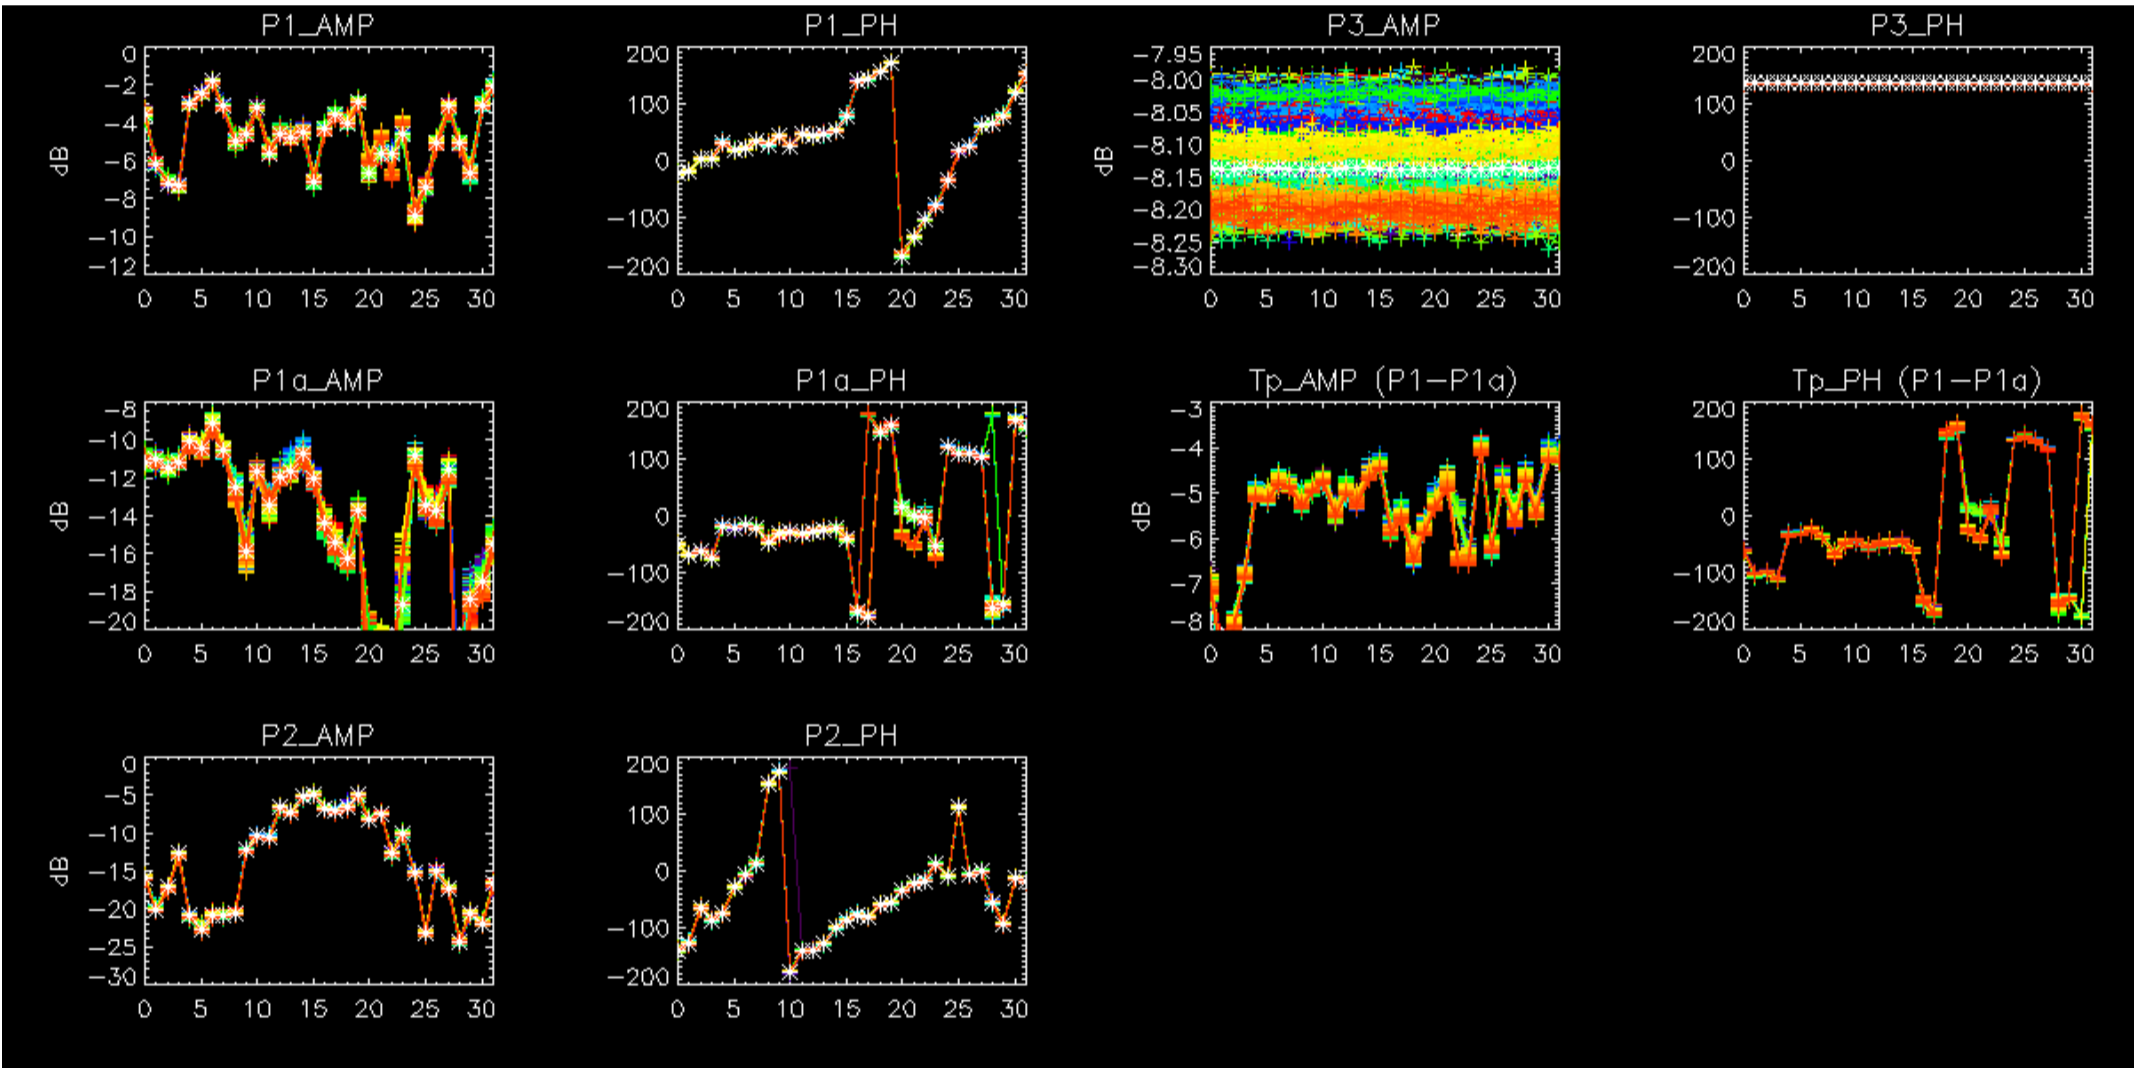 P1_AMP
P1_PH
P3_AMP
P3_PH
0
-2
-4
-6
-8
-10
-12
dB
0 5 10 15 20 25 30
200
100
0
-100
-200
0 5 10 15 20 25 30
-7.95
-8.00
-8.05
-8.10
-8.15
-8.20
-8.25
-8.30
dB
0 5 10 15 20 25 30
200
100
0
-100
-200
0 5 10 15 20 25 30
P1a_AMP
P1a_PH
Tp_AMP (P1-P1a)
Tp_PH (P1-P1a)
-8
-10
-12
-14
-16
-18
-20
dB
0 5 10 15 20 25 30
200
100
0
-100
-200
0 5 10 15 20 25 30
-3
-4
-5
-6
-7
-8
dB
0 5 10 15 20 25 30
200
100
0
-100
-200
0 5 10 15 20 25 30
P2_AMP
P2_PH
0
-5
-10
-15
-20
-25
-30
dB
0 5 10 15 20 25 30
200
100
0
-100
-200
0 5 10 15 20 25 30